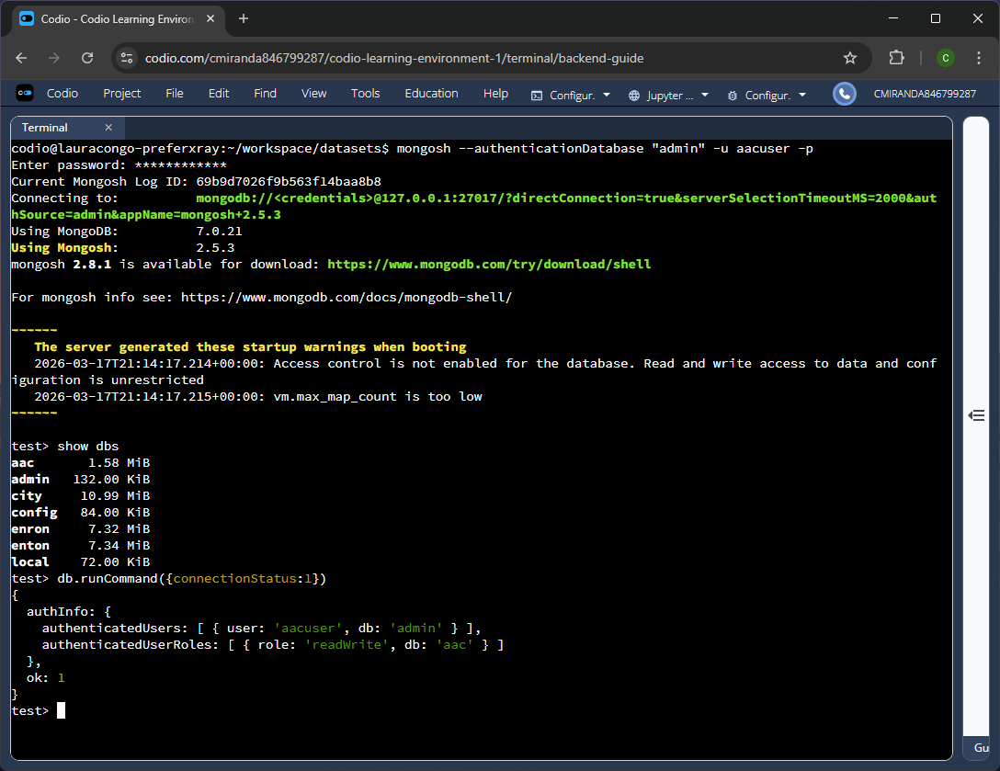 Codio - Codio Learning Environ
codio.com/cmiranda846799287/codio-learning-environment-1/terminal/backend-guide
C
Codio Project File Edit Find View Tools Education Help Configur. Jupyter ... Configur.. CMIRANDA846799287
Terminal
codio@lauracongo-preferxray:~/workspace/datasets$ mongosh --authenticationDatabase "admin" -u aacuser -p
Enter password: ************
Current Mongosh Log ID: 69b9d7026f9b563f14baa8b8
Connecting to:          mongodb://<credentials>@127.0.0.1:27017/?directConnection=true&serverSelectionTimeoutMS=2000&aut
hSource=admin&appName=mongosh+2.5.3
Using MongoDB:          7.0.21
Using Mongosh:          2.5.3
mongosh 2.8.1 is available for download: https://www.mongodb.com/try/download/shell
For mongosh info see: https://www.mongodb.com/docs/mongodb-shell/
------
   The server generated these startup warnings when booting
   2026-03-17T21:14:17.214+00:00: Access control is not enabled for the database. Read and write access to data and conf
iguration is unrestricted
   2026-03-17T21:14:17.215+00:00: vm.max_map_count is too low
------
test> show dbs
aac       1.58 MiB
admin   132.00 KiB
city     10.99 MiB
config   84.00 KiB
enron     7.32 MiB
enton     7.34 MiB
local    72.00 KiB
test> db.runCommand({connectionStatus:1})
{
  authInfo: {
    authenticatedUsers: [ { user: 'aacuser', db: 'admin' } ],
    authenticatedUserRoles: [ { role: 'readWrite', db: 'aac' } ]
  },
  ok: 1
}
test>
Gu